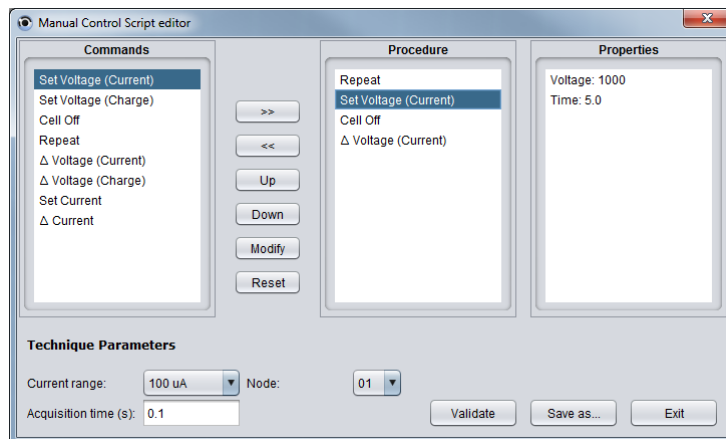 Manual Control Script editor
Commands
Set Voltage (Current)
Set Voltage (Charge)
Cell Off
Repeat
Δ Voltage (Current)
Δ Voltage (Charge)
Set Current
Δ Current
>>
<<
Up
Down
Modify
Reset
Procedure
Repeat
Set Voltage (Current)
Cell Off
Δ Voltage (Current)
Properties
Voltage: 1000
Time: 5.0
Technique Parameters
Current range: 100 uA Node: 01
Acquisition time (s): 0.1
Validate Save as... Exit